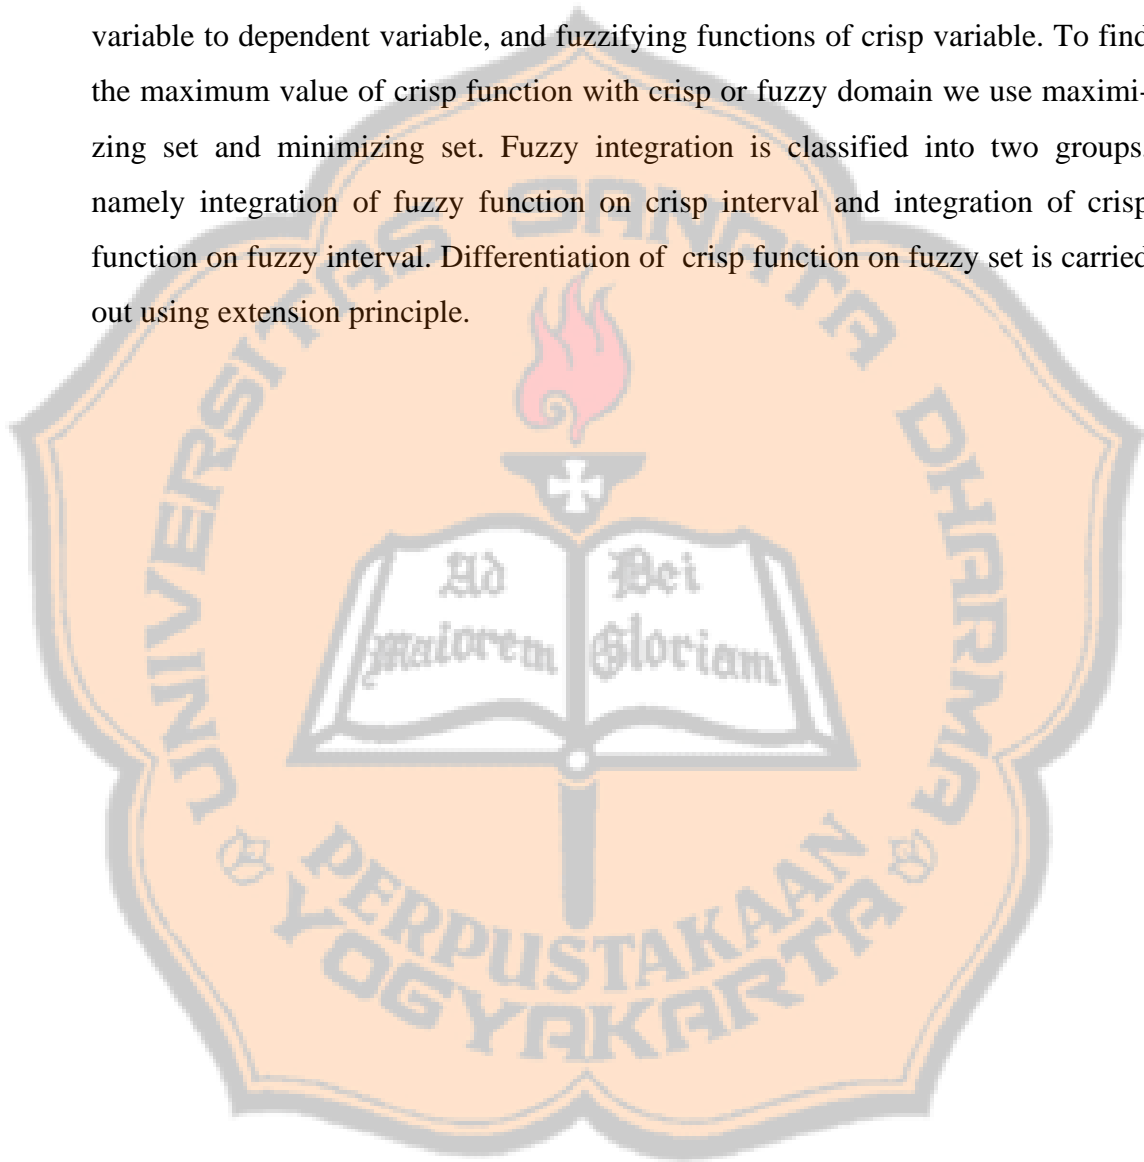 variable to dependent variable, and fuzzifying functions of crisp variable. To find
the maximum value of crisp function with crisp or fuzzy domain we use maximi-
zing set and minimizing set. Fuzzy integration is classified into two groups,
namely integration of fuzzy function on crisp interval and integration of crisp
function on fuzzy interval. Differentiation of crisp function on fuzzy set is carried
out using extension principle.
UNIVERSITAS SANATA DHARMA
Ad Dei
Maiorem Gloriam
PERPUSTAKAAN
YOGYAKARTA